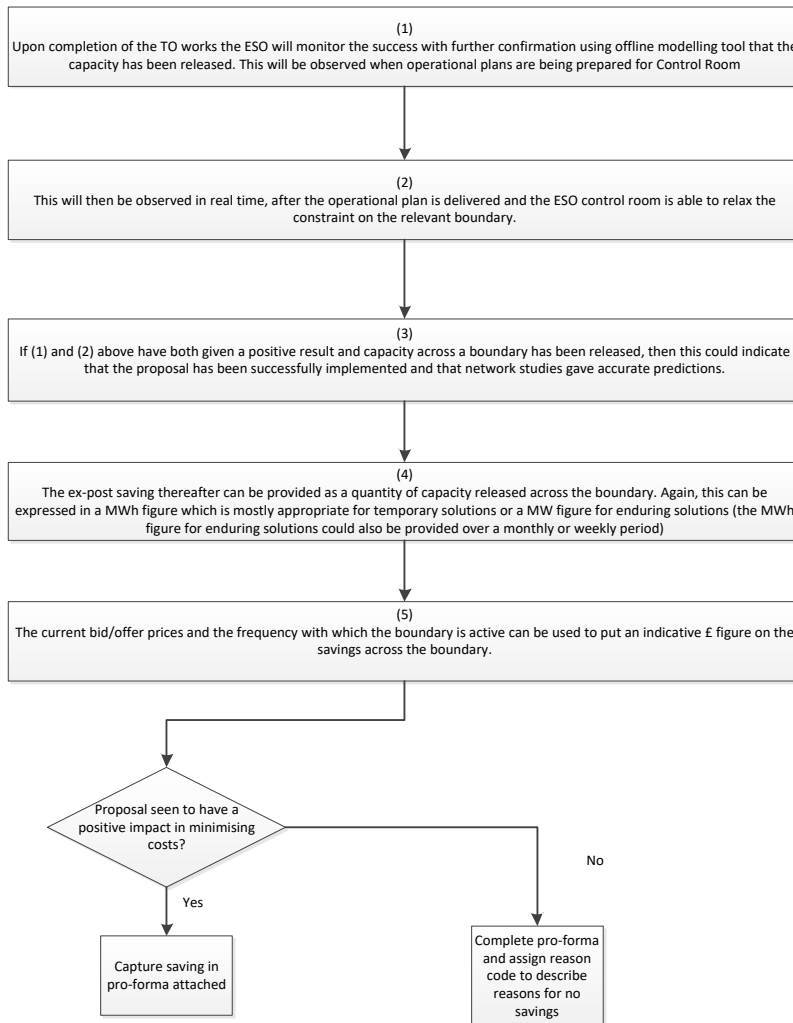 (1)
Upon completion of the TO works the ESO will monitor the success with further confirmation using offline modelling tool that the
capacity has been released. This will be observed when operational plans are being prepared for Control Room
(2)
This will then be observed in real time, after the operational plan is delivered and the ESO control room is able to relax the
constraint on the relevant boundary.
(3)
If (1) and (2) above have both given a positive result and capacity across a boundary has been released, then this could indicate
that the proposal has been successfully implemented and that network studies gave accurate predictions.
(4)
The ex-post saving thereafter can be provided as a quantity of capacity released across the boundary. Again, this can be
expressed in a MWh figure which is mostly appropriate for temporary solutions or a MW figure for enduring solutions (the MWh
figure for enduring solutions could also be provided over a monthly or weekly period)
(5)
The current bid/offer prices and the frequency with which the boundary is active can be used to put an indicative £ figure on the
savings across the boundary.
Proposal seen to have a
positive impact in minimising
costs?
No
Yes
Capture saving in
pro-forma attached
Complete pro-forma
and assign reason
code to describe
reasons for no
savings